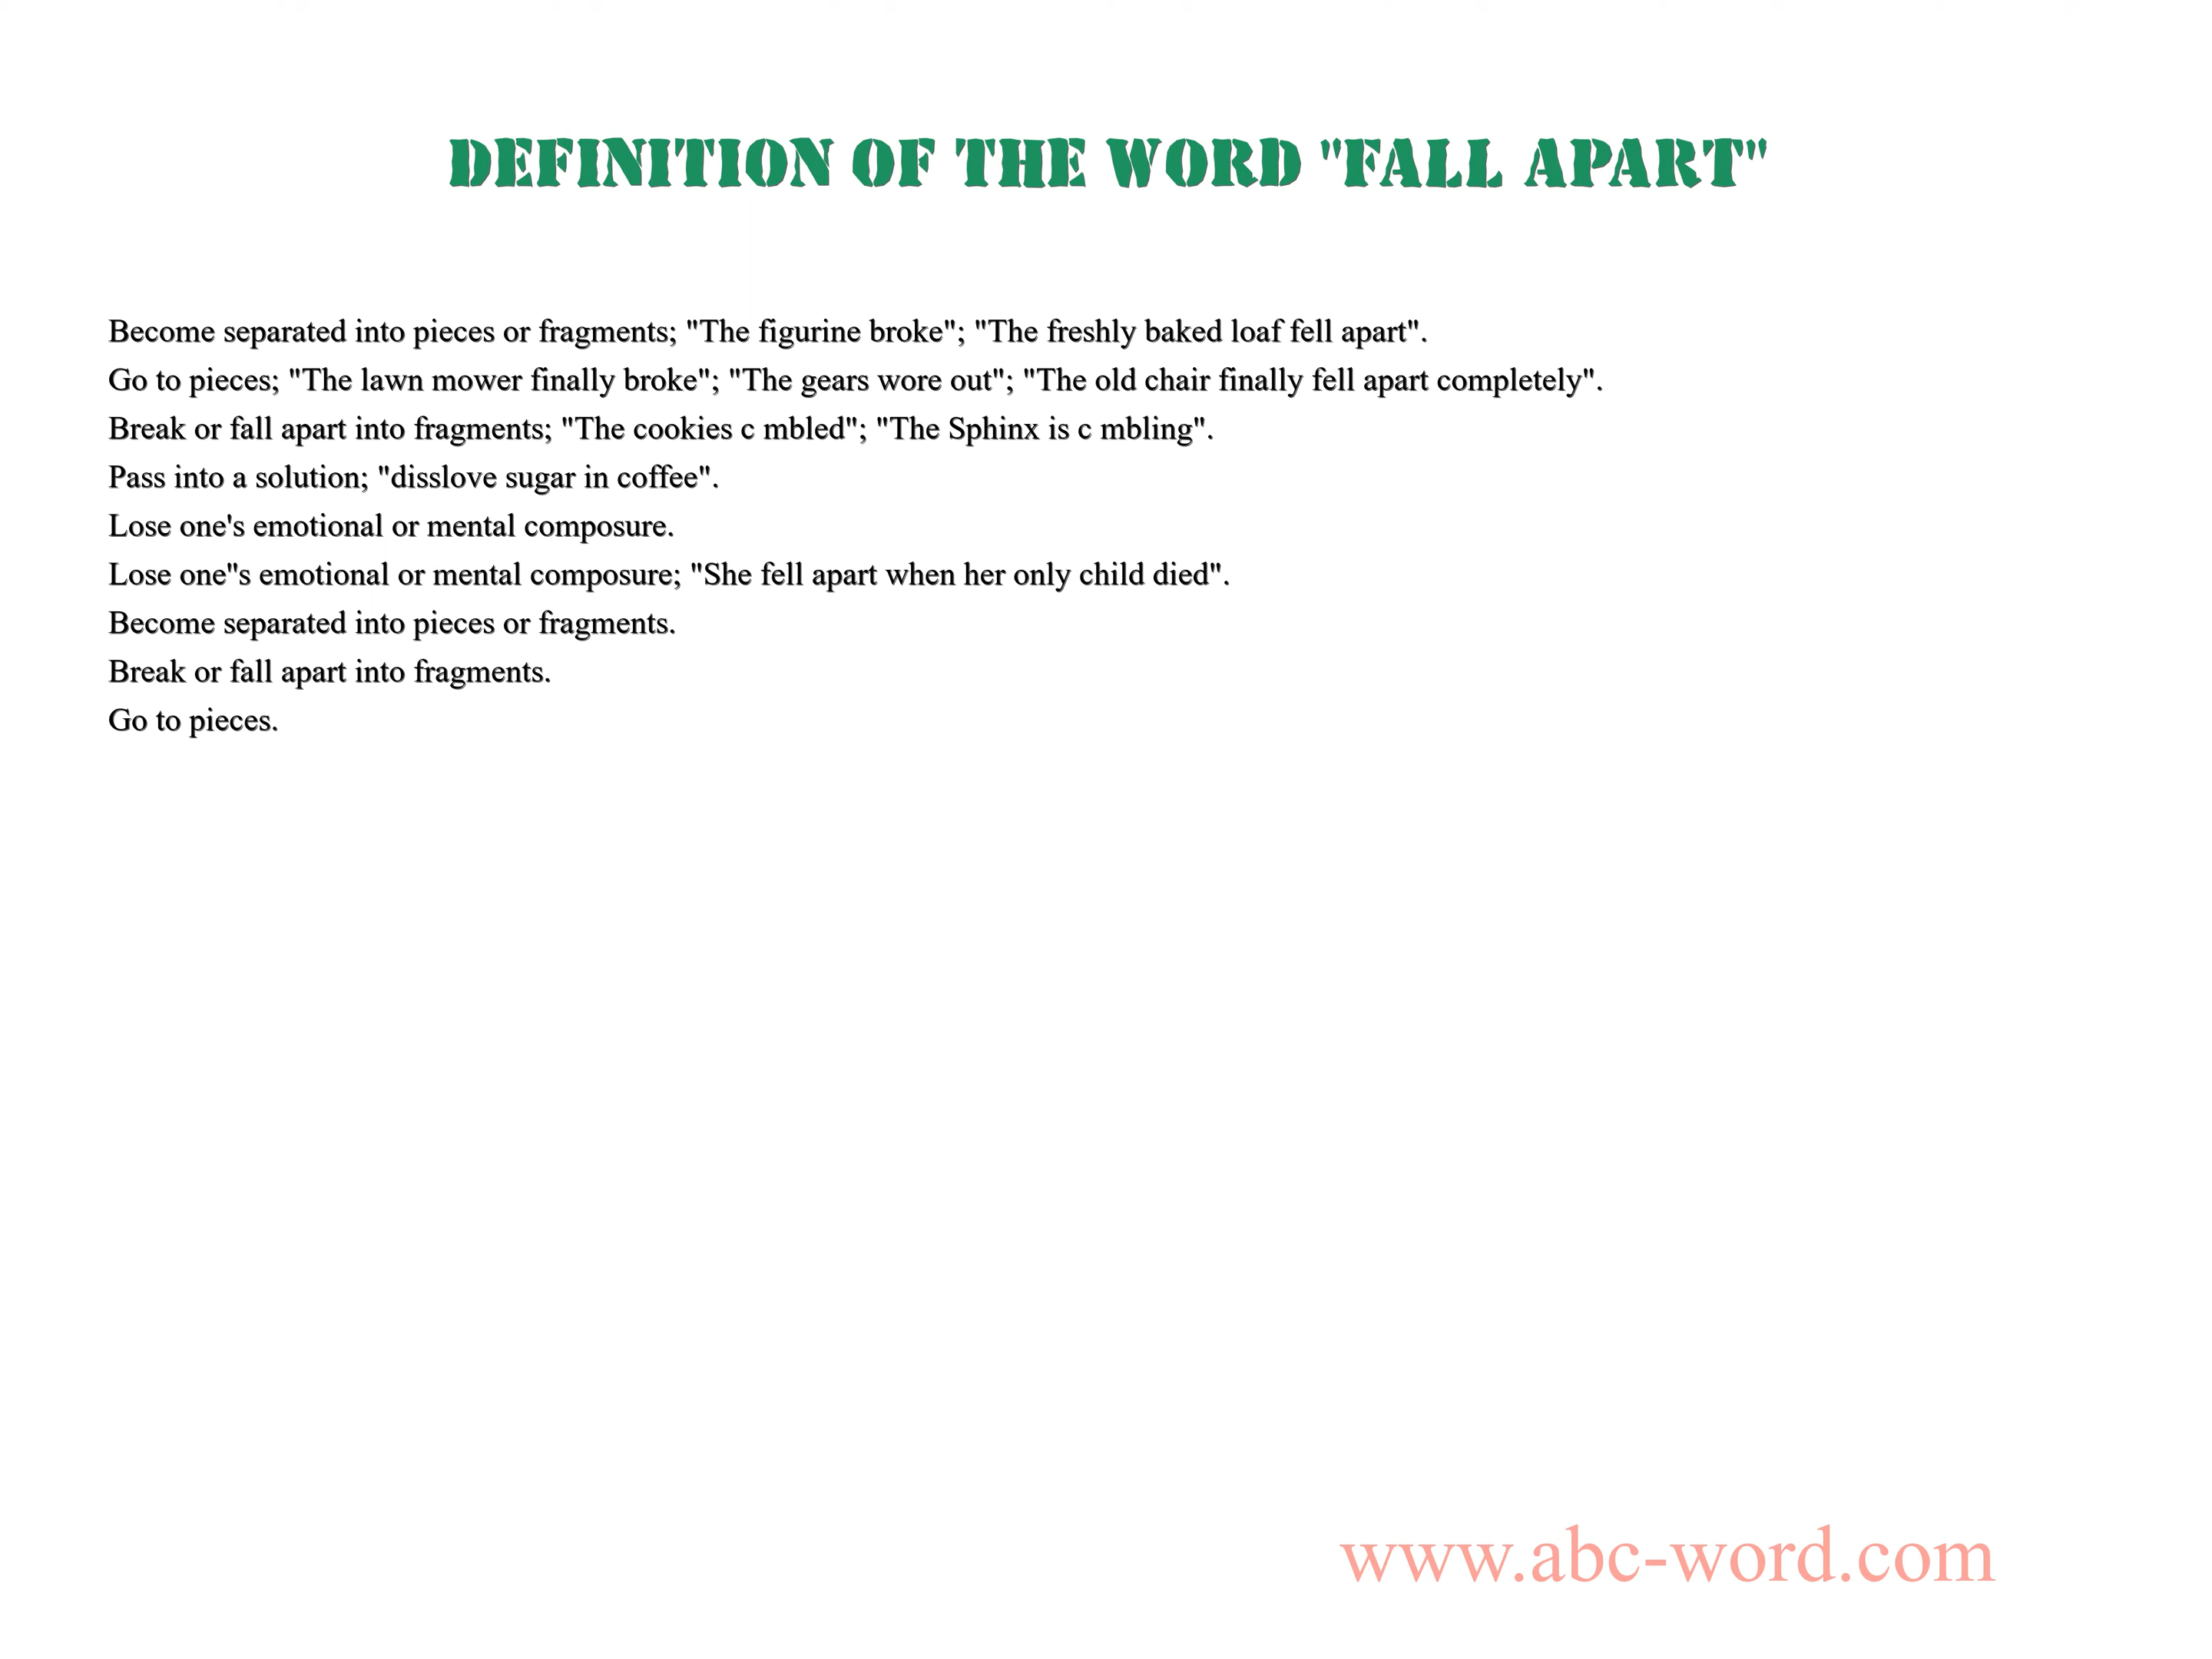 DEFINITION OF THE WORD "FALL APART"
Become separated into pieces or fragments; "The figurine broke"; "The freshly baked loaf fell apart".
Go to pieces; "The lawn mower finally broke"; "The gears wore out"; "The old chair finally fell apart completely".
Break or fall apart into fragments; "The cookies c mbled"; "The Sphinx is c mbling".
Pass into a solution; "disslove sugar in coffee".
Lose one's emotional or mental composure.
Lose one''s emotional or mental composure; "She fell apart when her only child died".
Become separated into pieces or fragments.
Break or fall apart into fragments.
Go to pieces.
www.abc-word.com